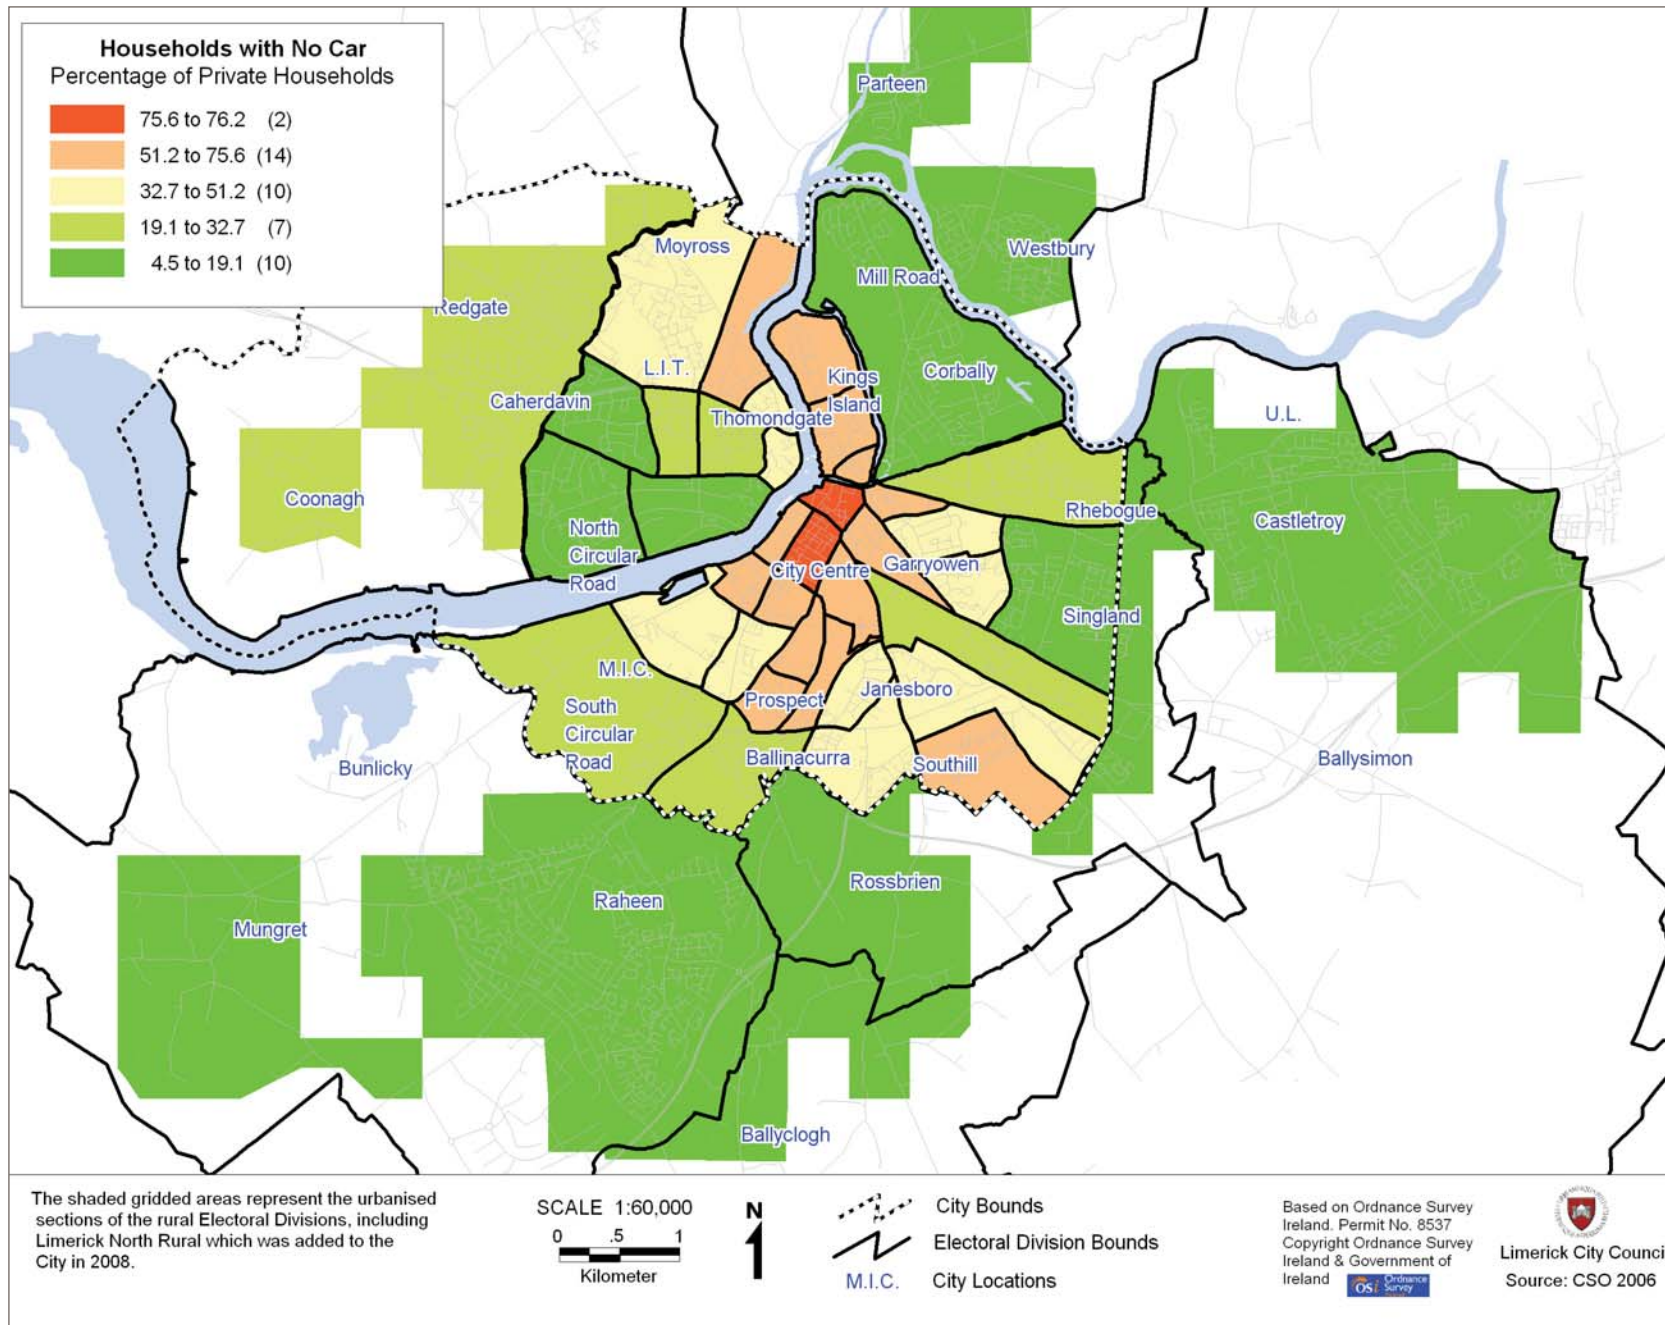 Households with No Car
Percentage of Private Households
75.6 to 76.2 (2)
51.2 to 75.6 (14)
32.7 to 51.2 (10)
19.1 to 32.7 (7)
4.5 to 19.1 (10)
Parteen
Moyross
Westbury
Mill Road
Redgate
L.I.T.
Kings
Island
Corbally
Caherdavin
Thomondgate
U.L.
Coonagh
Rhebogue
Castletroy
North
Circular
Road
City Centre
Garryowen
Singland
M.I.C.
Prospect
Janesboro
South
Circular
Road
Bunlicky
Ballinacurra
Southill
Ballysimon
Raheen
Rossbrien
Mungret
Ballyclogh
The shaded gridded areas represent the urbanised
sections of the rural Electoral Divisions, including
Limerick North Rural which was added to the
City in 2008.
SCALE 1:60,000
0 .5 1
Kilometer
N
City Bounds
Electoral Division Bounds
M.I.C. City Locations
Based on Ordnance Survey
Ireland. Permit No. 8537
Copyright Ordnance Survey
Ireland & Government of
Ireland
OSi Ordnance
Survey
Limerick City Counci
Source: CSO 2006